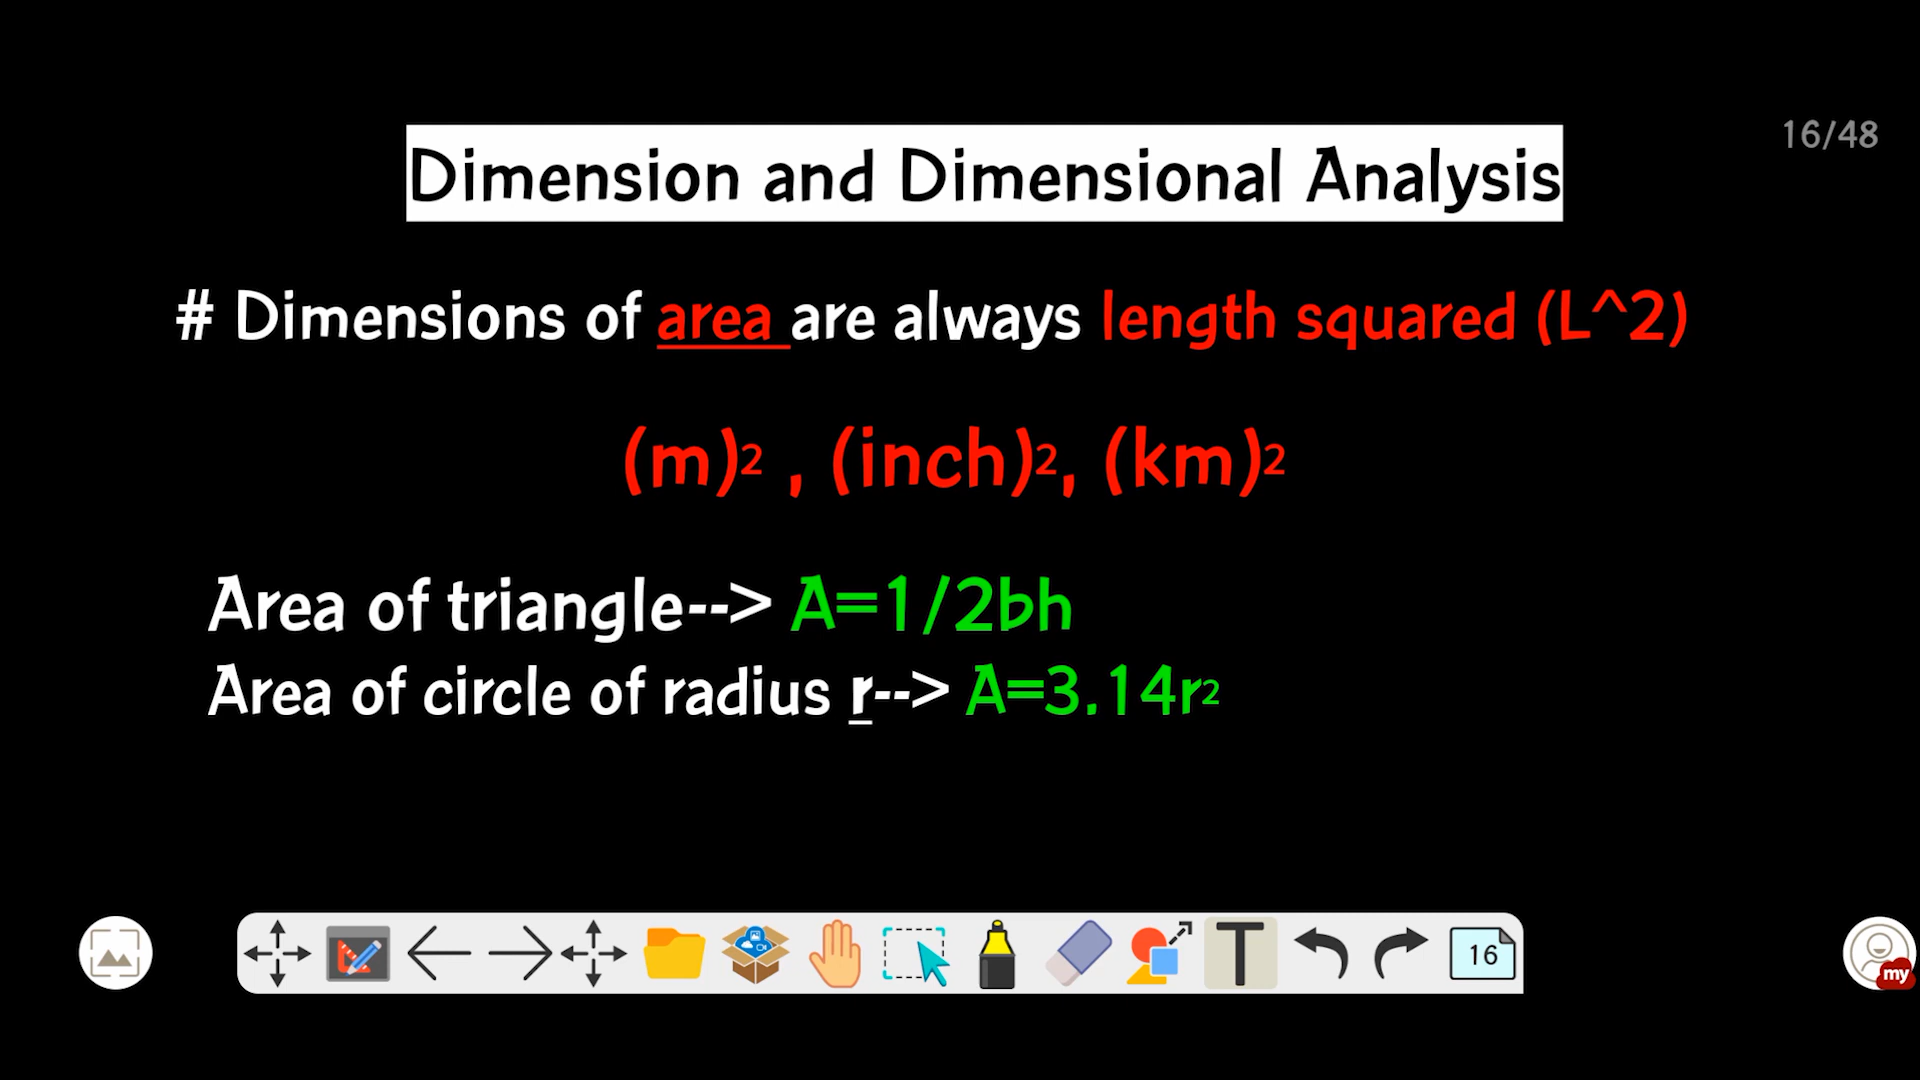 16/48
Dimension and Dimensional Analysis
# Dimensions of area are always length squared (L^2)
(m)2 , (inch)2, (km)2
Area of triangle--> A=1/2bh
Area of circle of radius r--> A=3.14r2
T
16
my